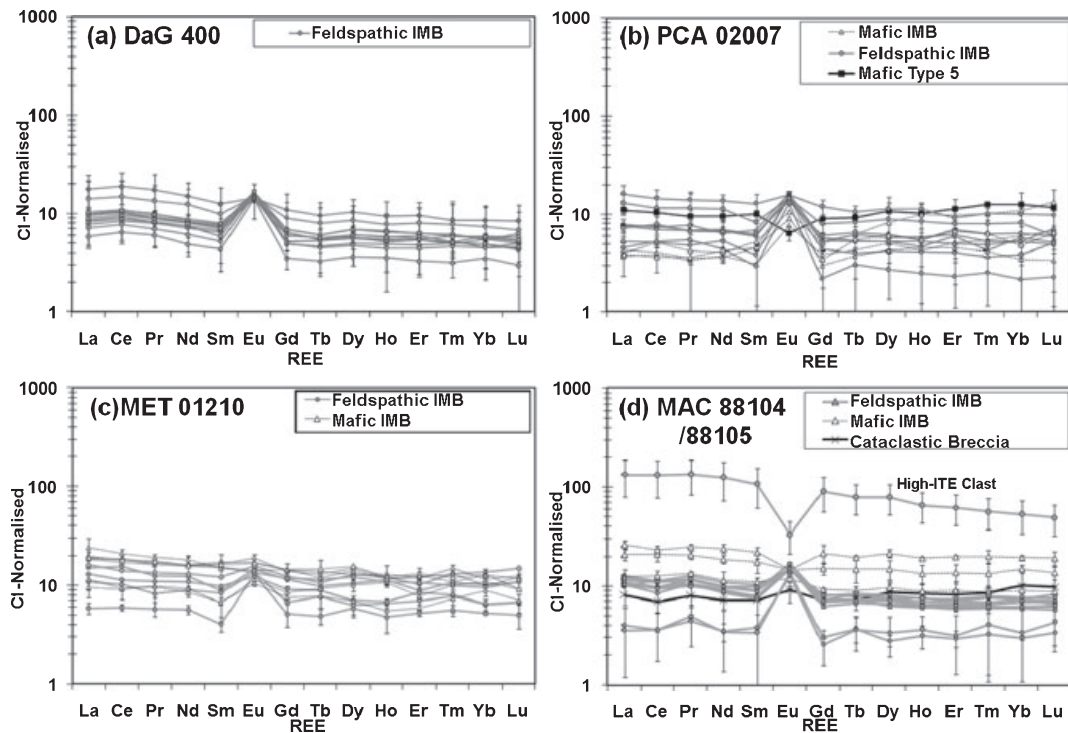 (a) DaG 400
Feldspathic IMB
1000
100
10
1
CI-Normalised
La Ce Pr Nd Sm Eu Gd Tb Dy Ho Er Tm Yb Lu
REE
(b) PCA 02007
Mafic IMB
Feldspathic IMB
Mafic Type 5
1000
100
10
1
CI-Normalised
La Ce Pr Nd Sm Eu Gd Tb Dy Ho Er Tm Yb Lu
REE
(c)MET 01210
Feldspathic IMB
Mafic IMB
1000
100
10
1
CI-Normalised
La Ce Pr Nd Sm Eu Gd Tb Dy Ho Er Tm Yb Lu
REE
(d) MAC 88104
/88105
Feldspathic IMB
Mafic IMB
Cataclastic Breccia
High-ITE Clast
1000
100
10
1
CI-Normalised
La Ce Pr Nd Sm Eu Gd Tb Dy Ho Er Tm Yb Lu
REE